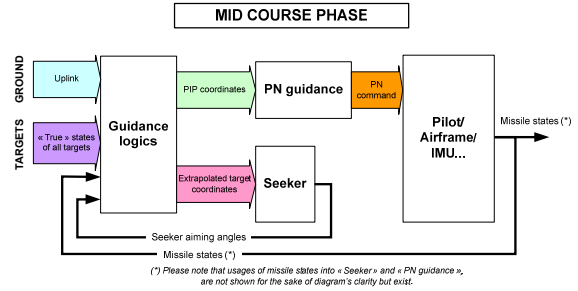 MID COURSE PHASE
GROUND
Uplink
PIP coordinates
PN guidance
PN
command
TARGETS
« True » states
of all targets
Guidance
logics
Extrapolated target
coordinates
Seeker
Pilot/
Airframe/
IMU...
Missile states (*)
Seeker aiming angles
Missile states (*)
(*) Please note that usages of missile states into « Seeker » and « PN guidance »,
are not shown for the sake of diagram's clarity but exist.